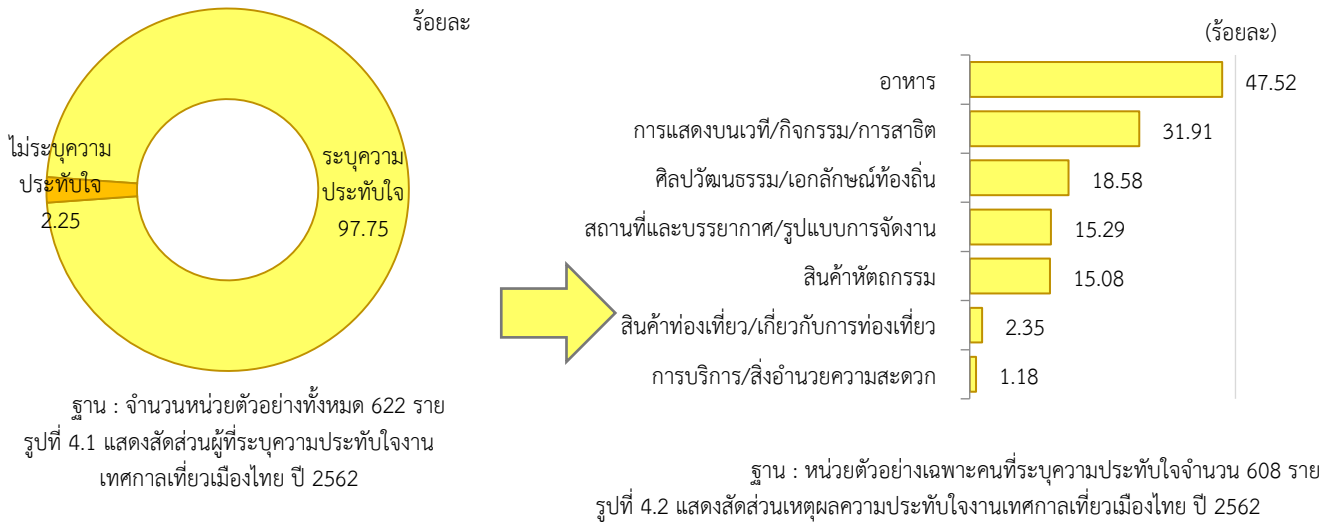 ร้อยละ
ไม่ระบุความ
ประทับใจ
2.25
ระบุความ
ประทับใจ
97.75
ฐาน : จำนวนหน่วยตัวอย่างทั้งหมด 622 ราย
รูปที่ 4.1 แสดงสัดส่วนผู้ที่ระบุความประทับใจงาน
เทศกาลเที่ยวเมืองไทย ปี 2562
(ร้อยละ)
อาหาร 47.52
การแสดงบนเวที/กิจกรรม/การสาธิต 31.91
ศิลปวัฒนธรรม/เอกลักษณ์ท้องถิ่น 18.58
สถานที่และบรรยากาศ/รูปแบบการจัดงาน 15.29
สินค้าหัตถกรรม 15.08
สินค้าท่องเที่ยว/เกี่ยวกับการท่องเที่ยว 2.35
การบริการ/สิ่งอำนวยความสะดวก 1.18
ฐาน : หน่วยตัวอย่างเฉพาะคนที่ระบุความประทับใจจำนวน 608 ราย
รูปที่ 4.2 แสดงสัดส่วนเหตุผลความประทับใจงานเทศกาลเที่ยวเมืองไทย ปี 2562